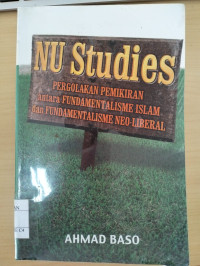 NU Studies
PERGOLAKAN PEMIKIRAN
antara FUNDAMENTALISME ISLAM
dan FUNDAMENTALISME NEO-LIBERAL
AHMAD BASO